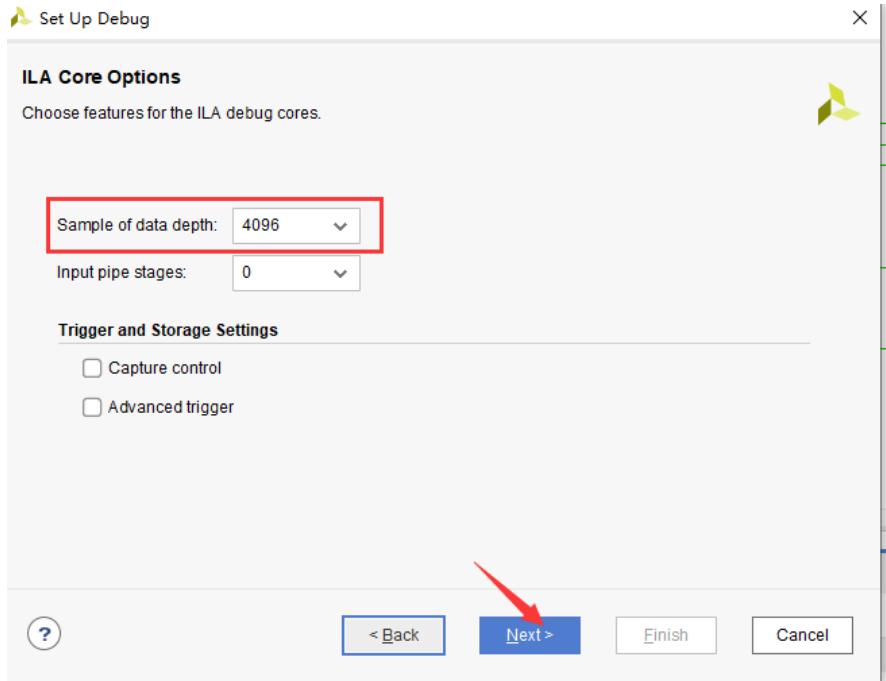 Set Up Debug
ILA Core Options
Choose features for the ILA debug cores.
Sample of data depth: 4096
Input pipe stages: 0
Trigger and Storage Settings
Capture control
Advanced trigger
? < Back Next > Finish Cancel